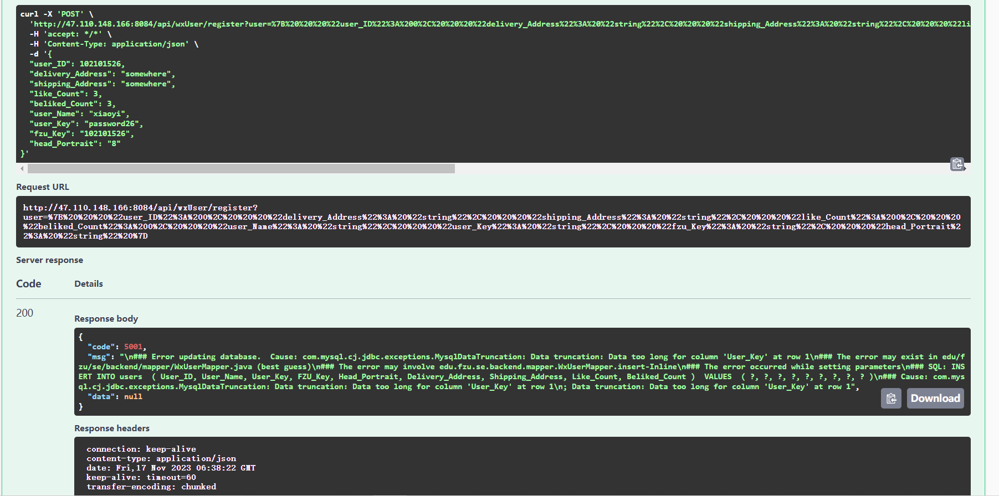 curl -X 'POST' \
'http://47.110.148.166:8084/api/wxUser/register?user=%7B%20%20%20%22user_ID%22%3A%200%2C%20%20%20%22delivery_Address%22%3A%20%22string%22%2C%20%20%20%22shipping_Address%22%3A%20%22string%22%2C%20%20%20%22li
-H 'accept: */*' \
-H 'Content-Type: application/json' \
-d '{
"user_ID": 102101526,
"delivery_Address": "somewhere",
"shipping_Address": "somewhere",
"like_Count": 3,
"beliked_Count": 3,
"user_Name": "xiaoyi",
"user_Key": "password26",
"fzu_Key": "102101526",
"head_Portrait": "8"
}'
Request URL
http://47.110.148.166:8084/api/wxUser/register?
user=%7B%20%20%20%22user_ID%22%3A%200%2C%20%20%20%22delivery_Address%22%3A%20%22string%22%2C%20%20%20%22shipping_Address%22%3A%20%22string%22%2C%20%20%20%22like_Count%22%3A%200%2C%20%20%20
%22beliked_Count%22%3A%200%2C%20%20%20%22user_Name%22%3A%20%22string%22%2C%20%20%20%22user_Key%22%3A%20%22string%22%2C%20%20%20%22fzu_Key%22%3A%20%22string%22%2C%20%20%20%22head_Portrait%2
2%3A%20%22string%22%20%7D
Server response
Code Details
200
Response body
{
"code": 5001,
"msg": "\n### Error updating database.  Cause: com.mysql.cj.jdbc.exceptions.MysqlDataTruncation: Data truncation: Data too long for column 'User_Key' at row 1\n### The error may exist in edu/f
zu/se/backend/mapper/WxUserMapper.java (best guess)\n### The error may involve edu.fzu.se.backend.mapper.WxUserMapper.insert-Inline\n### The error occurred while setting parameters\n### SQL: INS
ERT INTO users  ( User_ID, User_Name, User_Key, FZU_Key, Head_Portrait, Delivery_Address, Shipping_Address, Like_Count, Beliked_Count )  VALUES  ( ?, ?, ?, ?, ?, ?, ?, ?, ? )\n### Cause: com.mys
ql.cj.jdbc.exceptions.MysqlDataTruncation: Data truncation: Data too long for column 'User_Key' at row 1\n; Data truncation: Data too long for column 'User_Key' at row 1",
"data": null
}
Download
Response headers
connection: keep-alive
content-type: application/json
date: Fri,17 Nov 2023 06:38:22 GMT
keep-alive: timeout=60
transfer-encoding: chunked